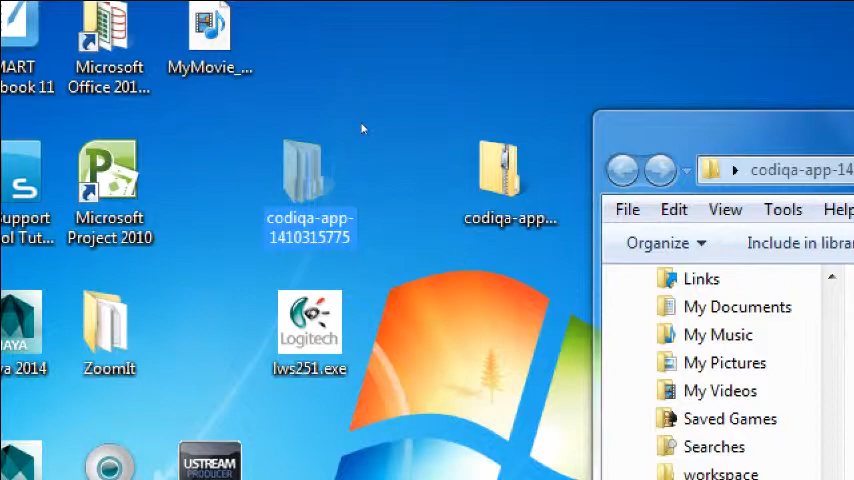 MART
book 11
Microsoft
Office 201...
MyMovie_...
Support
ol Tut...
Microsoft
Project 2010
codiqa-app-
1410315775
codiqa-app...
codiqa-app-14
File Edit View Tools Help
Organize
Include in librar
Links
My Documents
My Music
My Pictures
My Videos
Saved Games
Searches
workspace
AYA
ya 2014
ZoomIt
Logitech
lws251.exe
USTREAM
PRODUCER